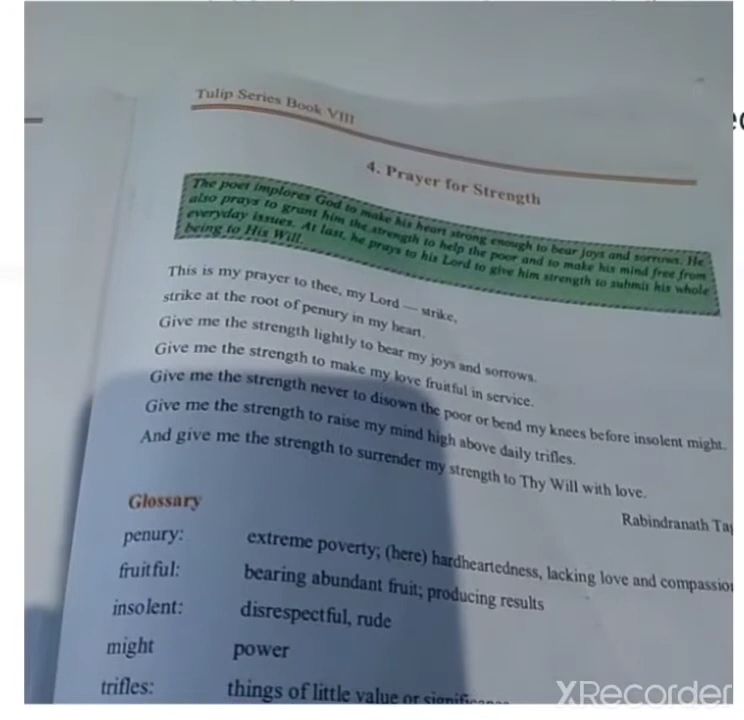 Tulip Series Book VIII
4. Prayer for Strength
The poet implores God to make his heart strong enough to bear joys and sorrows. He
also prays to grant him the strength to help the poor and to make his mind free from
everyday issues. At last, he prays to his Lord to give him strength to submit his whole
being to His Will.
This is my prayer to thee, my Lord — strike,
strike at the root of penury in my heart.
Give me the strength lightly to bear my joys and sorrows.
Give me the strength to make my love fruitful in service.
Give me the strength never to disown the poor or bend my knees before insolent might.
Give me the strength to raise my mind high above daily trifles.
And give me the strength to surrender my strength to Thy Will with love.
Rabindranath Tag
Glossary
penury: extreme poverty; (here) hardheartedness, lacking love and compassion
fruitful: bearing abundant fruit; producing results
insolent: disrespectful, rude
might power
trifles: things of little value or
XRecorder